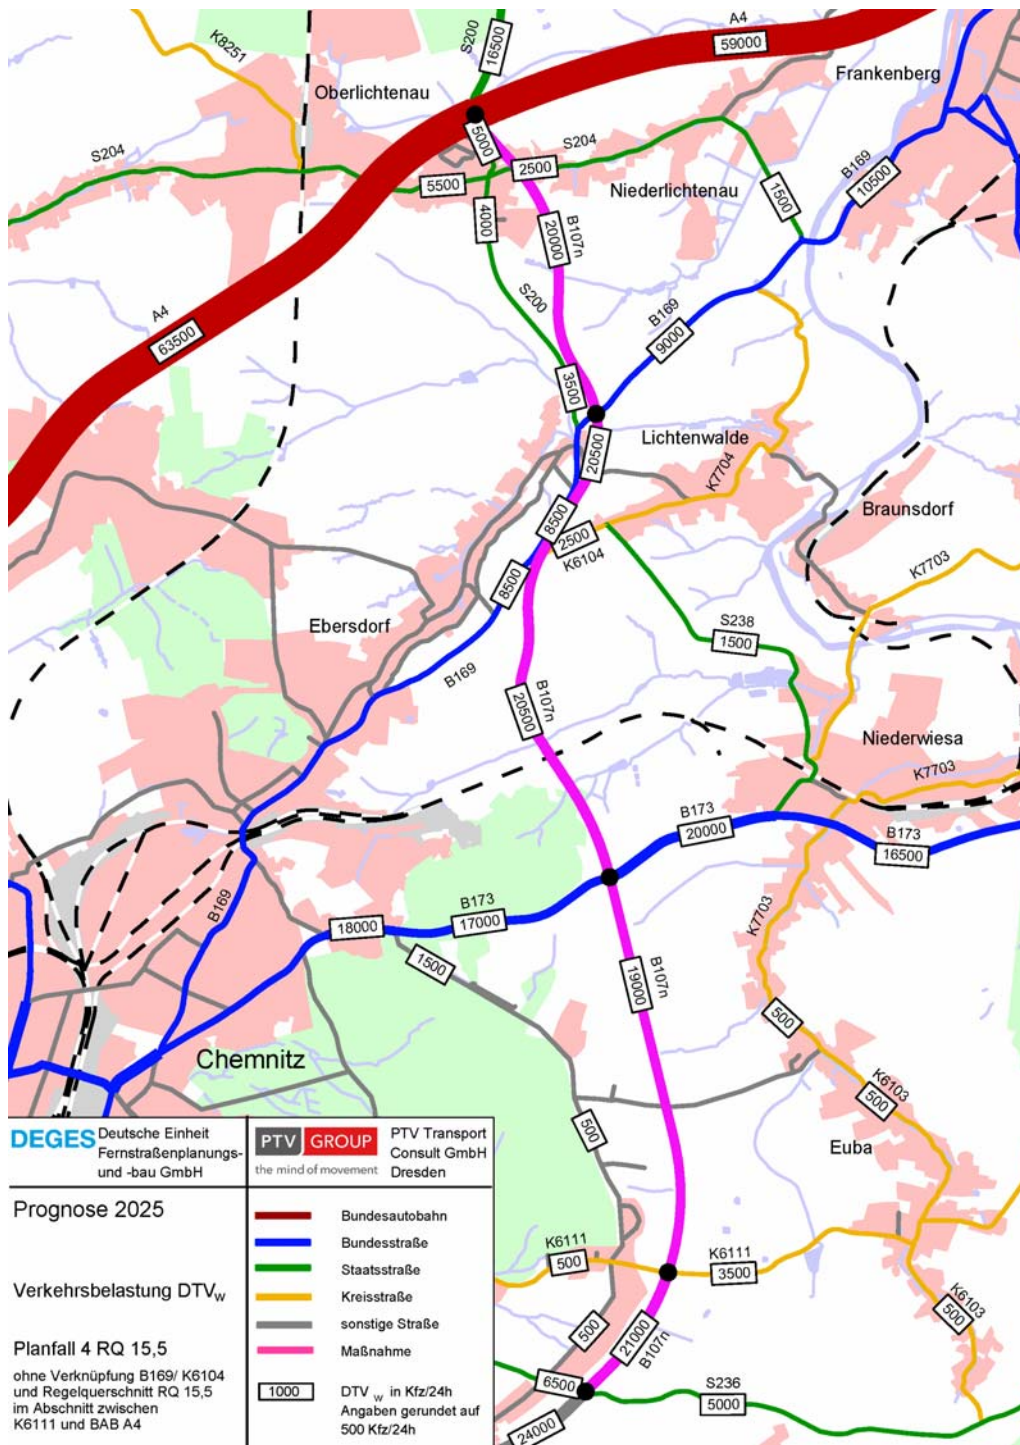 A4
59000
S200
16500
K8251
Frankenberg
Oberlichtenau
5000
S204
S204
2500
5500
Niederlichtenau
B169
10500
1500
4000
B107n
20000
S200
A4
63500
B169
9000
3500
20500
Lichtenwalde
K7704
8500
2500
K6104
Braunsdorf
K7703
8500
Ebersdorf
S238
1500
B169
B107n
20500
Niederwiesa
K7703
B173
20000
B173
16500
B169
B173
17000
18000
1500
K7703
B107n
19000
500
Chemnitz
K6103
500
500
Euba
K6111
500
K6111
3500
K6103
500
500
21000
B107n
6500
S236
5000
24000
DEGES Deutsche Einheit
Fernstraßenplanungs-
und -bau GmbH
PTV GROUP
the mind of movement
PTV Transport
Consult GmbH
Dresden
Prognose 2025
Verkehrsbelastung DTVw
Planfall 4 RQ 15,5
ohne Verknüpfung B169/ K6104
und Regelquerschnitt RQ 15,5
im Abschnitt zwischen
K6111 und BAB A4
Bundesautobahn
Bundesstraße
Staatsstraße
Kreisstraße
sonstige Straße
Maßnahme
1000
DTV w in Kfz/24h
Angaben gerundet auf
500 Kfz/24h